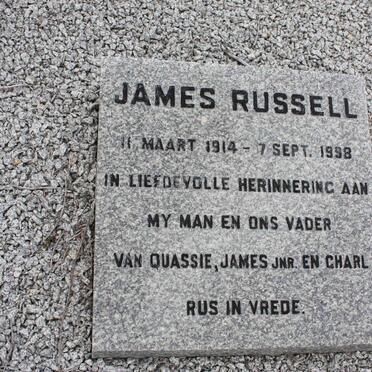 JAMES RUSSELL
11 MAART 1914 - 7 SEPT. 1998
IN LIEFDEVOLLE HERINNERING AAN
MY MAN EN ONS VADER
VAN QUASSIE, JAMES JNR. EN CHARL
RUS IN VREDE.